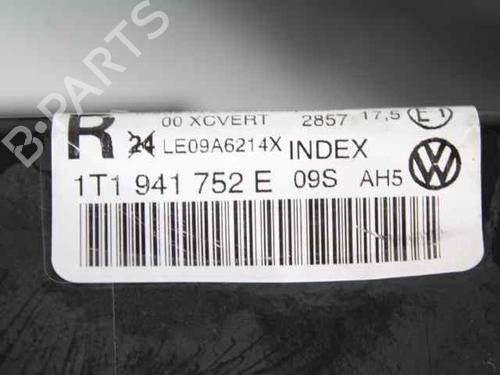 00 XCVERT 2857 17,5 E1
R 24 LE09A6214X INDEX
1T1 941 752 E 09S AH5
B-PARTS